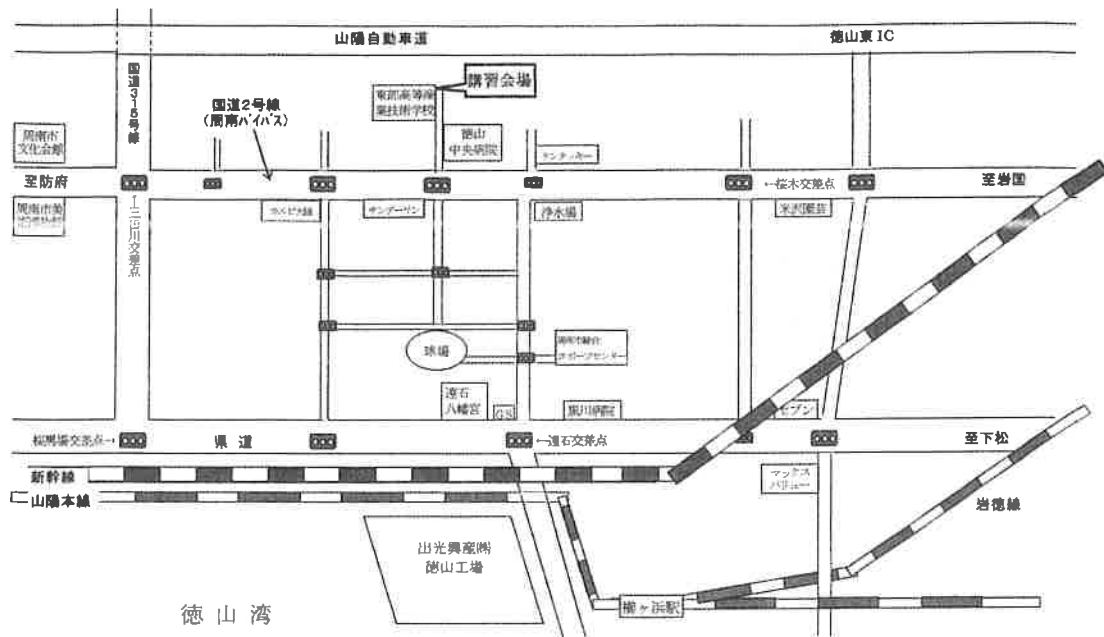 山陽自動車道
徳山東IC
国道315号線
講習会場
東部高等産
業技術学校
国道2号線
(周南バイパス)
徳山
中央病院
ケンタッキー
周南市
文化会館
至防府
←桜木交差点
至岩国
周南市美
カメピオ
サンデーサン
浄水場
米沢園芸
球場
周南市総合
スポーツセンター
遠石
八幡宮
GS
黒川病院
セブン
桜馬場交差点→
県 道
←遠石交差点
至下松
新幹線
山陽本線
マックス
バリュー
岩徳線
出光興産㈱
徳山工場
櫛ヶ浜駅
徳山湾